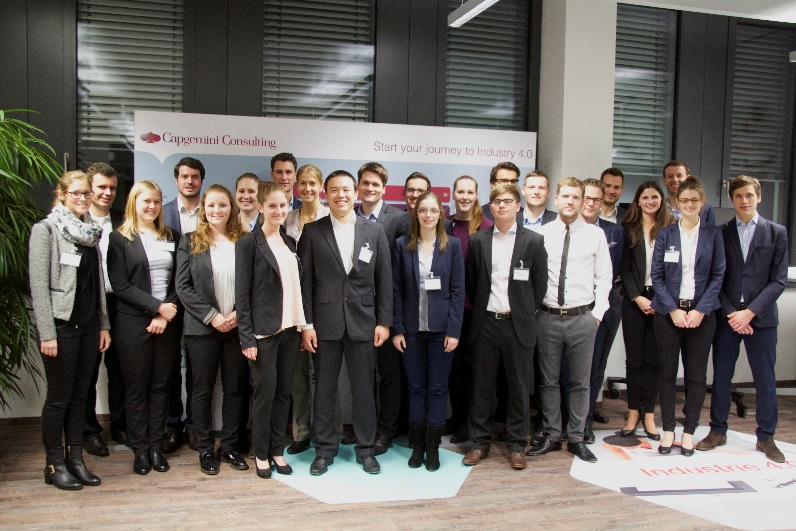 Capgemini Consulting
Start your journey to Industry 4.0
Industrie 4.0